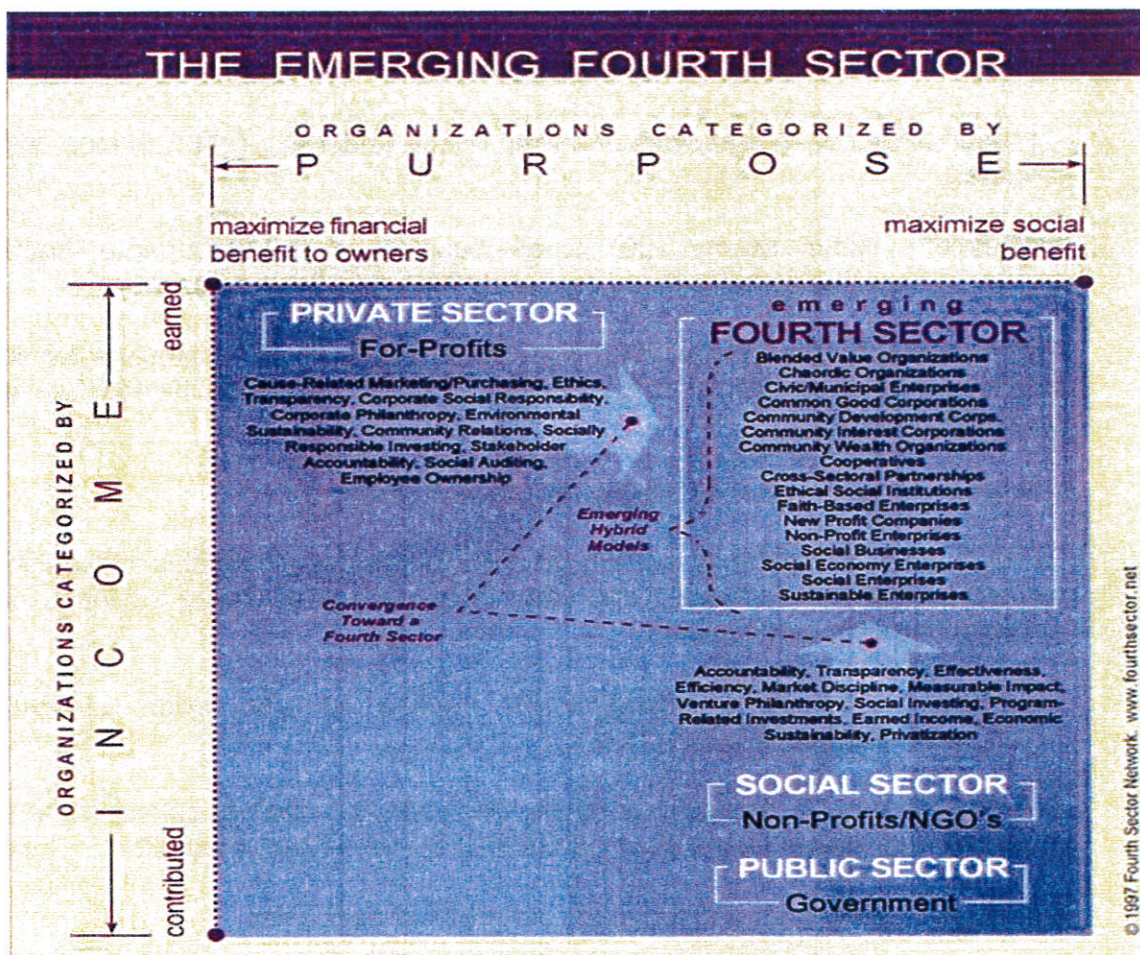 THE EMERGING FOURTH SECTOR
ORGANIZATIONS CATEGORIZED BY
PURPOSE
maximize financial
benefit to owners
maximize social
benefit
ORGANIZATIONS CATEGORIZED BY
INCOME
earned
contributed
PRIVATE SECTOR
For-Profits
Cause-Related Marketing/Purchasing, Ethics,
Transparency, Corporate Social Responsibility,
Corporate Philanthropy, Environmental
Sustainability, Community Relations, Socially
Responsible Investing, Stakeholder
Accountability, Social Auditing,
Employee Ownership
emerging
FOURTH SECTOR
Blended Value Organizations
Chaordic Organizations
Civic/Municipal Enterprises
Common Good Corporations
Community Development Corps.
Community Interest Corporations
Community Wealth Organizations
Cooperatives
Cross-Sectoral Partnerships
Ethical Social Institutions
Faith-Based Enterprises
New Profit Companies
Non-Profit Enterprises
Social Businesses
Social Economy Enterprises
Social Enterprises
Sustainable Enterprises
Emerging
Hybrid
Models
Convergence
Toward a
Fourth Sector
Accountability, Transparency, Effectiveness,
Efficiency, Market Discipline, Measurable Impact,
Venture Philanthropy, Social Investing, Program-
Related Investments, Earned Income, Economic
Sustainability, Privatization
SOCIAL SECTOR
Non-Profits/NGO's
PUBLIC SECTOR
Government
© 1997 Fourth Sector Network. www.fourthsector.net